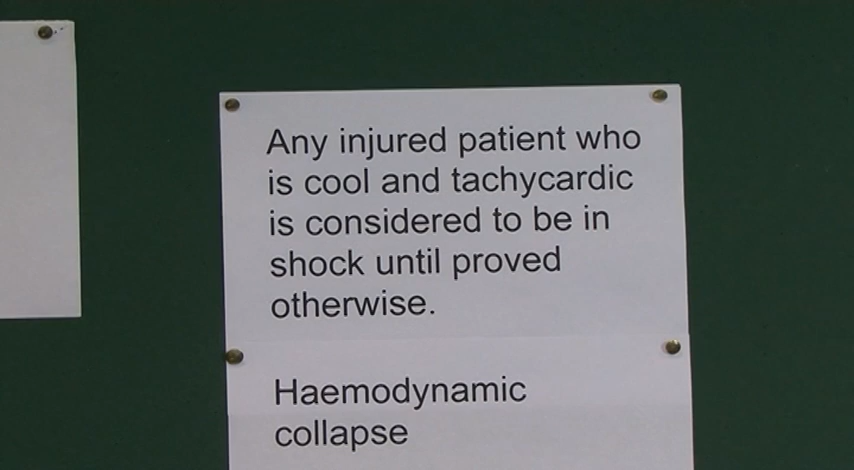 Any injured patient who
is cool and tachycardic
is considered to be in
shock until proved
otherwise.
Haemodynamic
collapse